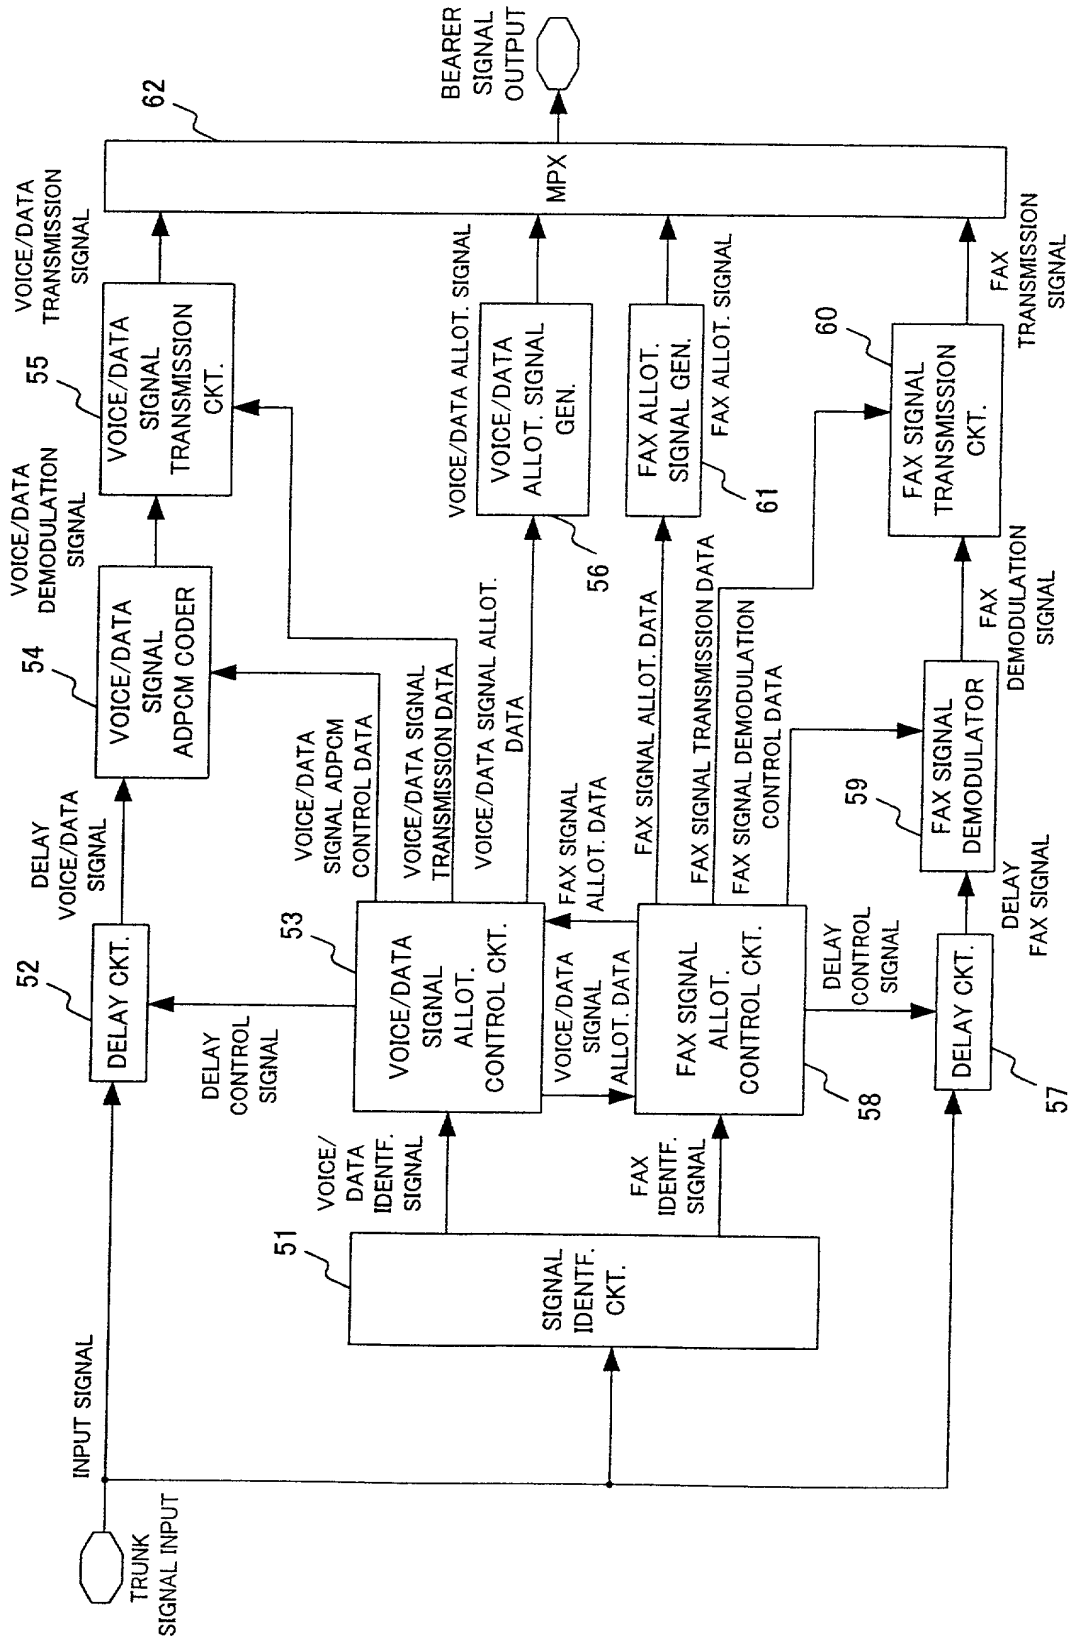 TRUNK
SIGNAL INPUT
INPUT SIGNAL
52
DELAY CKT.
DELAY
VOICE/DATA
SIGNAL
54
VOICE/DATA
SIGNAL
ADPCM CODER
VOICE/DATA
DEMODULATION
SIGNAL
55
VOICE/DATA
SIGNAL
TRANSMISSION
CKT.
VOICE/DATA
TRANSMISSION
SIGNAL
62
MPX
BEARER
SIGNAL
OUTPUT
DELAY
CONTROL
SIGNAL
51
SIGNAL
IDENTF.
CKT.
VOICE/
DATA
IDENTF.
SIGNAL
FAX
IDENTF.
SIGNAL
53
VOICE/DATA
SIGNAL
ALLOT.
CONTROL CKT.
VOICE/DATA
SIGNAL ADPCM
CONTROL DATA
VOICE/DATA SIGNAL
TRANSMISSION DATA
VOICE/DATA SIGNAL ALLOT.
DATA
56
VOICE/DATA
ALLOT. SIGNAL
GEN.
VOICE/DATA ALLOT. SIGNAL
VOICE/DATA
SIGNAL
ALLOT. DATA
FAX SIGNAL
ALLOT. DATA
58
FAX SIGNAL
ALLOT.
CONTROL CKT.
FAX SIGNAL ALLOT. DATA
FAX SIGNAL TRANSMISSION DATA
FAX SIGNAL DEMODULATION
CONTROL DATA
61
FAX ALLOT.
SIGNAL GEN.
FAX ALLOT. SIGNAL
DELAY
CONTROL
SIGNAL
57
DELAY CKT.
DELAY
FAX SIGNAL
59
FAX SIGNAL
DEMODULATOR
FAX
DEMODULATION
SIGNAL
60
FAX SIGNAL
TRANSMISSION
CKT.
FAX
TRANSMISSION
SIGNAL